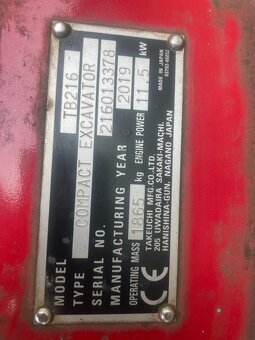 MODEL TB216
TYPE COMPACT EXCAVATOR
SERIAL NO. 216013378
MANUFACTURING YEAR 2019
OPERATING MASS 1865 kg ENGINE POWER 11.5 kW
TAKEUCHI MFG.CO.,LTD.
205 UWADAIRA SAKAKI-MACHI,
HANISHINA-GUN, NAGANO JAPAN
CE
MADE IN JAPAN